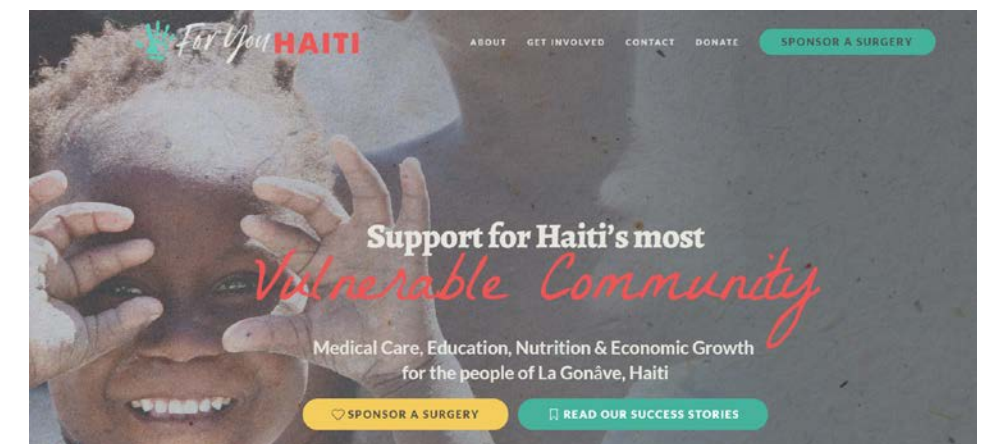 For You HAITI
ABOUT GET INVOLVED CONTACT DONATE SPONSOR A SURGERY
Support for Haiti's most
Vulnerable Community
Medical Care, Education, Nutrition & Economic Growth
for the people of La Gonâve, Haiti
SPONSOR A SURGERY READ OUR SUCCESS STORIES